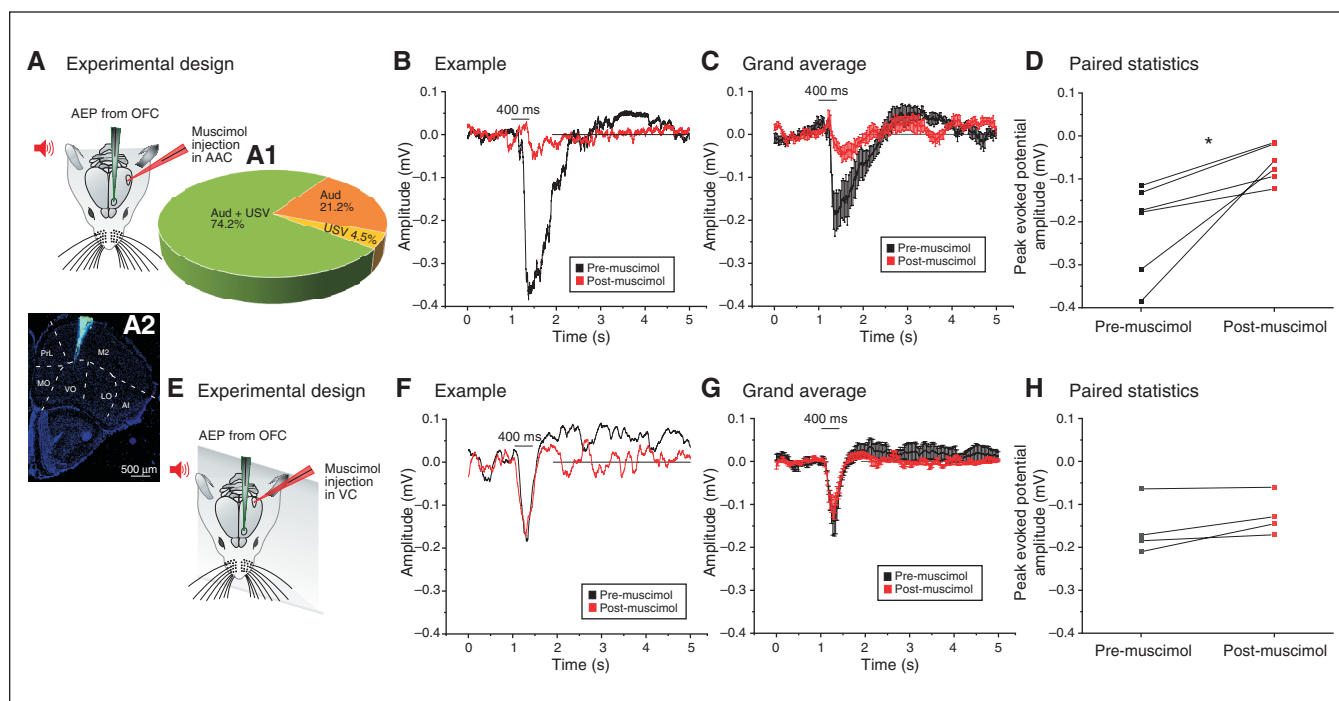 A Experimental design
AEP from OFC
Muscimol
injection
in AAC
A1
Aud + USV
74.2%
Aud
21.2%
USV 4.5%
A2
PrL
M2
MO
VO
LO
AI
500 µm
B Example
400 ms
Amplitude (mV)
0.1
0.0
−0.1
−0.2
−0.3
−0.4
Pre-muscimol
Post-muscimol
0 1 2 3 4 5
Time (s)
C Grand average
400 ms
Amplitude (mV)
0.1
0.0
−0.1
−0.2
−0.3
−0.4
Pre-muscimol
Post-muscimol
0 1 2 3 4 5
Time (s)
D Paired statistics
Peak evoked potential
amplitude (mV)
0.1
0.0
−0.1
−0.2
−0.3
−0.4
*
Pre-muscimol Post-muscimol
E Experimental design
AEP from OFC
Muscimol
injection
in VC
F Example
400 ms
Amplitude (mV)
0.1
0.0
−0.1
−0.2
−0.3
−0.4
Pre-muscimol
Post-muscimol
0 1 2 3 4 5
Time (s)
G Grand average
400 ms
Amplitude (mV)
0.1
0.0
−0.1
−0.2
−0.3
−0.4
Pre-muscimol
Post-muscimol
0 1 2 3 4 5
Time (s)
H Paired statistics
Peak evoked potential
amplitude (mV)
0.1
0.0
−0.1
−0.2
−0.3
−0.4
Pre-muscimol Post-muscimol